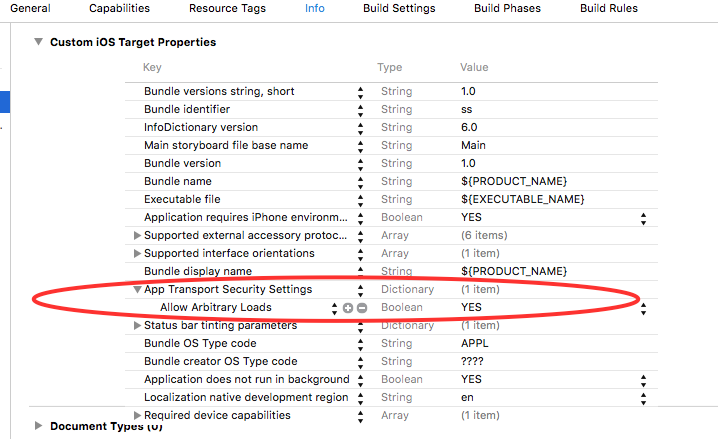 General Capabilities Resource Tags Info Build Settings Build Phases Build Rules
Custom iOS Target Properties
Key Type Value
Bundle versions string, short String 1.0
Bundle identifier String ss
InfoDictionary version String 6.0
Main storyboard file base name String Main
Bundle version String 1.0
Bundle name String ${PRODUCT_NAME}
Executable file String ${EXECUTABLE_NAME}
Application requires iPhone environm... Boolean YES
Supported external accessory protoc... Array (6 items)
Supported interface orientations Array (1 item)
Bundle display name String ${PRODUCT_NAME}
App Transport Security Settings Dictionary (1 item)
Allow Arbitrary Loads Boolean YES
Status bar tinting parameters Dictionary (1 item)
Bundle OS Type code String APPL
Bundle creator OS Type code String ????
Application does not run in background Boolean YES
Localization native development region String en
Required device capabilities Array (1 item)
Document Types (0)